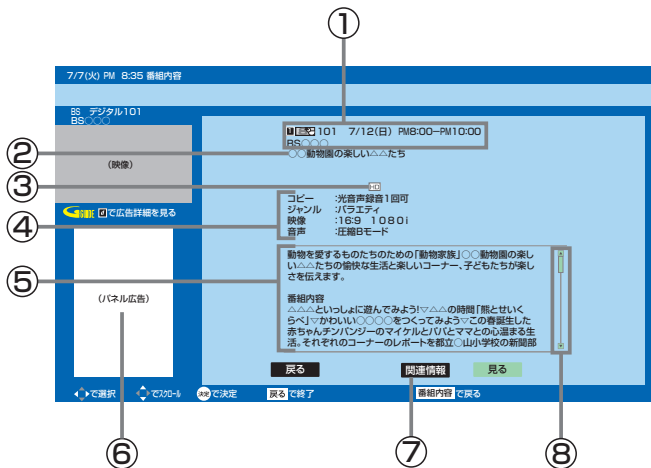 ①
7/7(火) PM 8:35 番組内容
BS デジタル101
BS○○○
101 7/12(日) PM8:00−PM10:00
BS○○○
②
○○動物園の楽しい△△たち
(映像)
③
HD
GGUIDE dで広告詳細を見る
④
コピー :光音声録音1回可
ジャンル :バラエティ
映像 :16:9 1080i
音声 :圧縮Bモード
⑤
動物を愛するものたちのための「動物家族」○○動物園の楽し
い△△たちの愉快な生活と楽しいコーナー、子どもたちが楽し
さを伝えます。
番組内容
△△△といっしょに遊んでみよう!▽△△の時間「熊とせいく
らべ」▽かわいい○○○○をつくってみよう▽この春誕生した
赤ちゃんチンパンジーのマイケルとパパとママとの心温まる生
活。それぞれのコーナーのレポートを都立○山小学校の新聞部
(パネル広告)
戻る 関連情報 見る
で選択 でスクロール 決定で決定 戻るで終了 番組内容で戻る
⑥ ⑦ ⑧